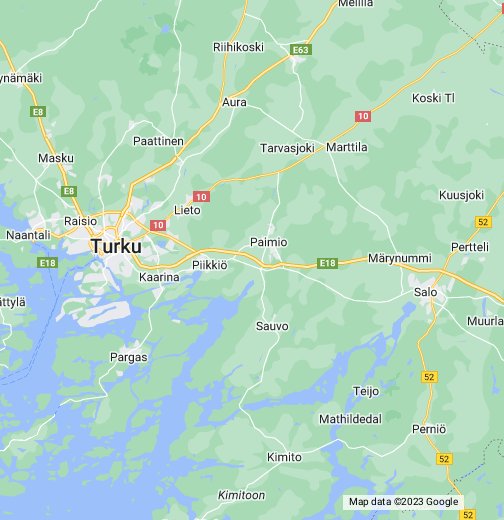 Mellilä
Riihikoski
E63
ynämäki
Koski Tl
Aura
E8
10
Paattinen
Tarvasjoki
Marttila
Masku
E8
10
Kuusjoki
Lieto
Raisio
10
52
Naantali
Turku
Paimio
Pertteli
E18
Piikkiö
E18
Märynummi
Kaarina
Salo
ättylä
Muurla
Sauvo
Pargas
52
Teijo
Mathildedal
Perniö
Kimito
52
Kimitoon
Map data ©2023 Google
52